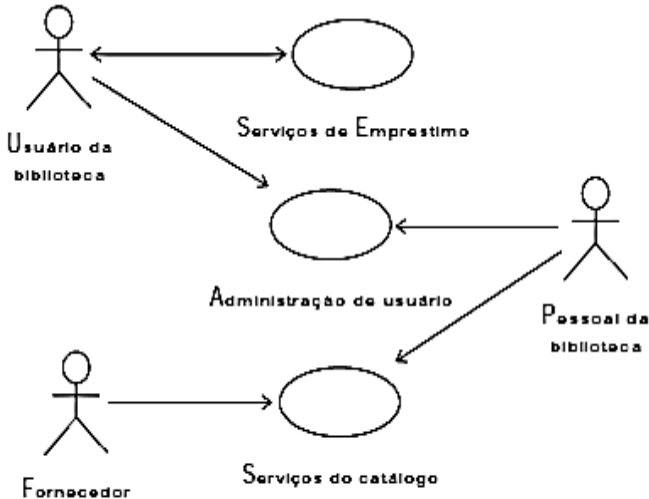 Serviços de Emprestimo
Usuário da
biblioteca
Administração de usuário
Pessoal da
biblioteca
Serviços do catálogo
Fornecedor